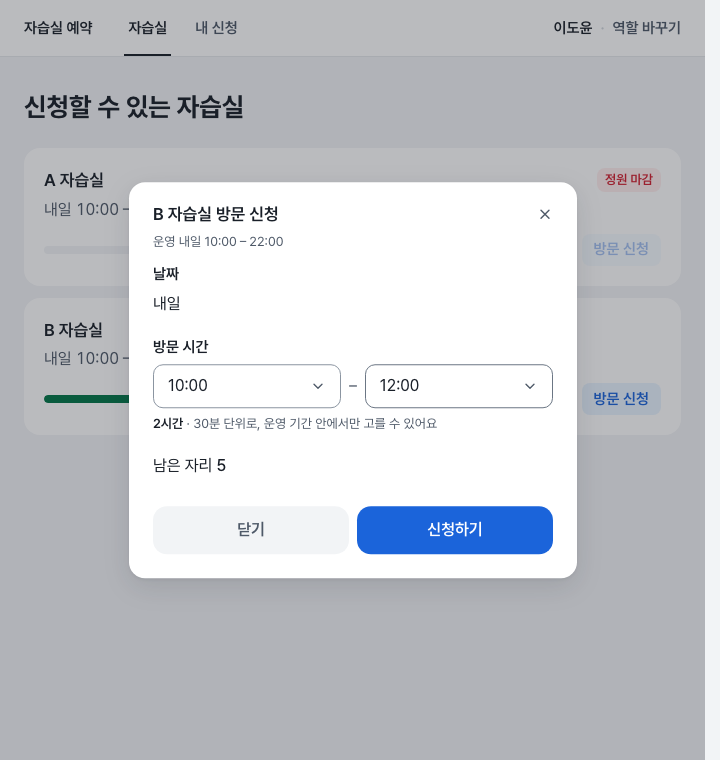 자습실 예약 자습실 내 신청 이도윤 · 역할 바꾸기
신청할 수 있는 자습실
A 자습실 정원 마감
내일 10:00 –
방문 신청
B 자습실
내일 10:00 –
방문 신청
B 자습실 방문 신청
운영 내일 10:00 – 22:00
날짜
내일
방문 시간
10:00 – 12:00
2시간 · 30분 단위로, 운영 기간 안에서만 고를 수 있어요
남은 자리 5
닫기 신청하기